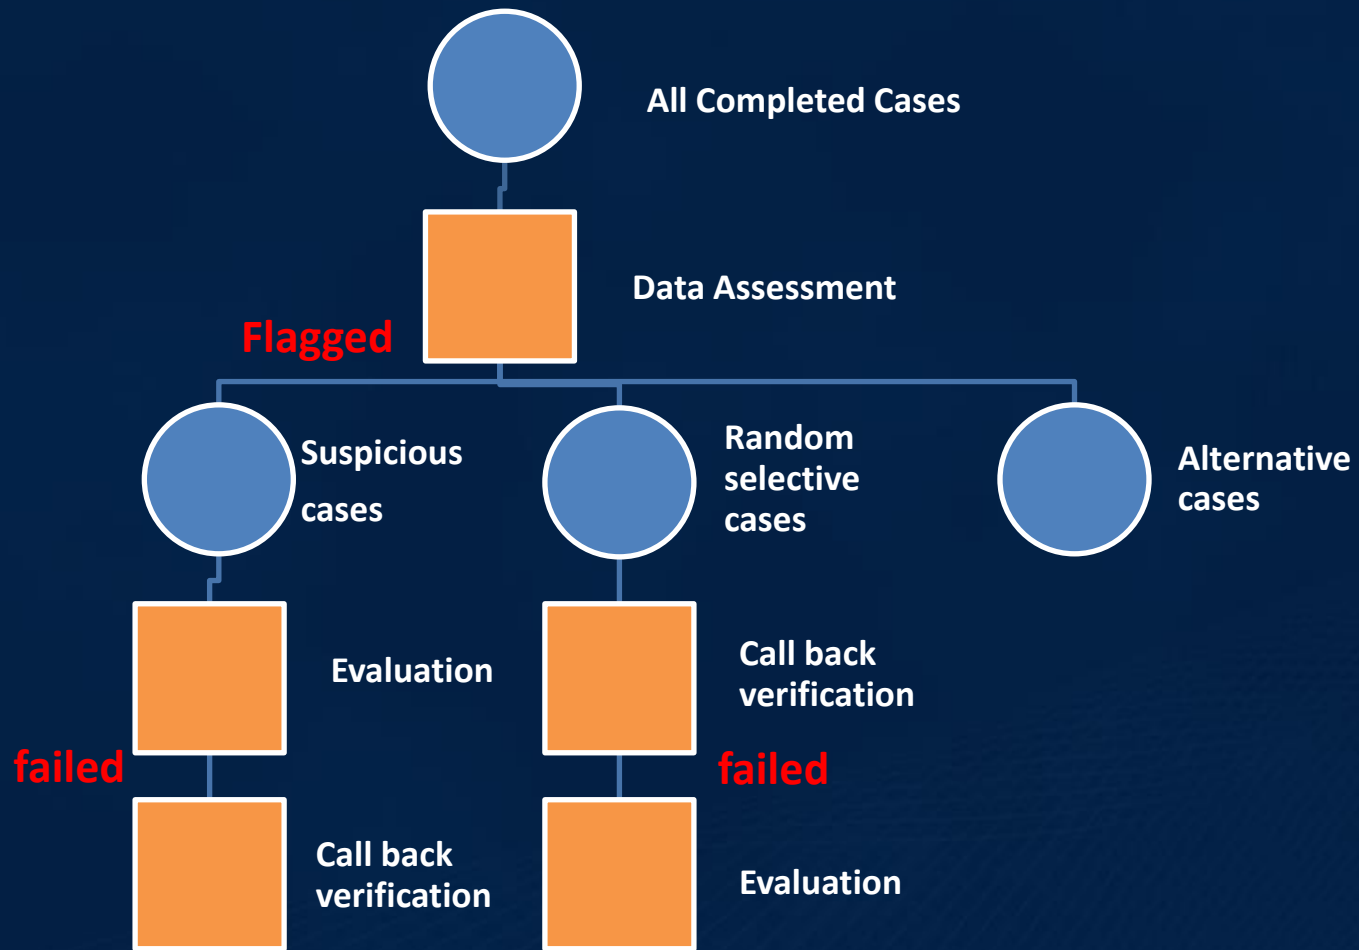 All Completed Cases
Data Assessment
Flagged
Suspicious
cases
Random
selective
cases
Alternative
cases
Evaluation
Call back
verification
failed
failed
Call back
verification
Evaluation